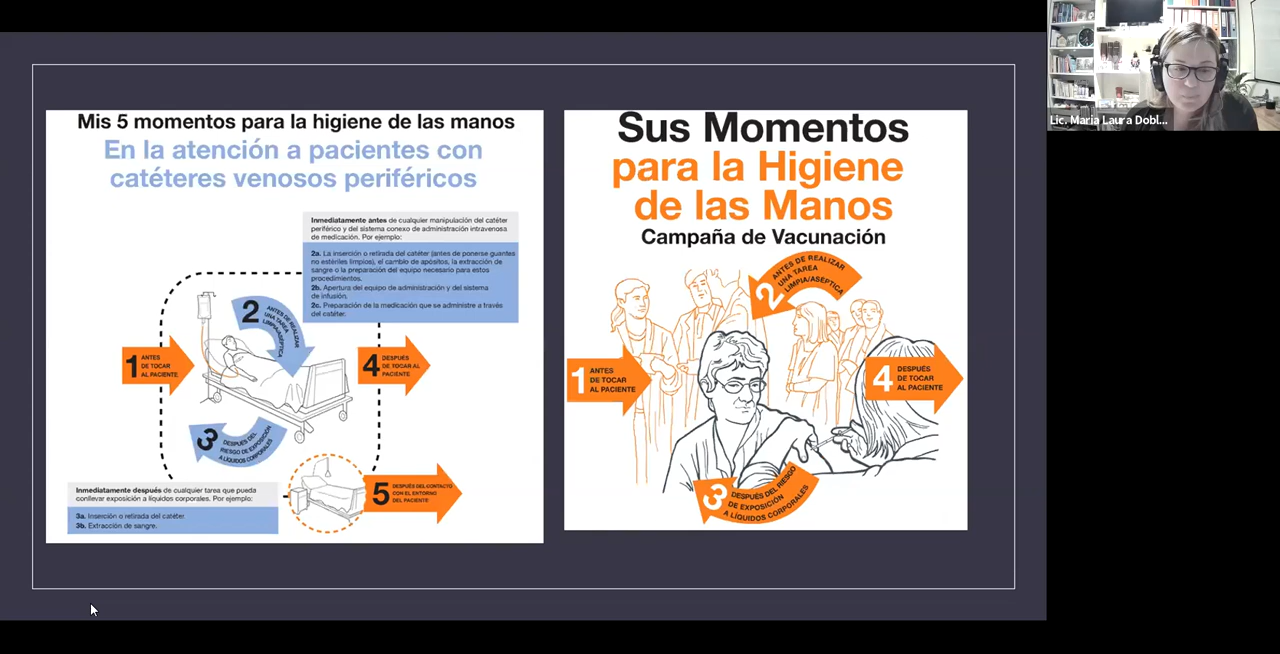 Mis 5 momentos para la higiene de las manos
En la atención a pacientes con
catéteres venosos periféricos
Inmediatamente antes de cualquier manipulación del catéter
periférico y del sistema conexo de administración intravenosa
de medicación. Por ejemplo:
2a. La inserción o retirada del catéter (antes de ponerse guantes
no estériles limpios), el cambio de apósitos, la extracción de
sangre o la preparación del equipo necesario para estos
procedimientos.
2b. Apertura del equipo de administración y del sistema
de infusión.
2c. Preparación de la medicación que se administre a través
del catéter.
2
ANTES DE REALIZAR
UNA TAREA
LIMPIA/ASÉPTICA
1
ANTES
DE TOCAR
AL PACIENTE
4
DESPUÉS
DE TOCAR AL
PACIENTE
3
DESPUÉS DEL
RIESGO DE EXPOSICIÓN
A LÍQUIDOS CORPORALES
Inmediatamente después de cualquier tarea que pueda
conllevar exposición a líquidos corporales. Por ejemplo:
3a. Inserción o retirada del catéter.
3b. Extracción de sangre.
5
DESPUÉS DEL CONTACTO
CON EL ENTORNO
DEL PACIENTE
Sus Momentos
para la Higiene
de las Manos
Campaña de Vacunación
2
ANTES DE REALIZAR
UNA TAREA
LIMPIA/ASÉPTICA
1
ANTES
DE TOCAR
AL PACIENTE
4
DESPUÉS
DE TOCAR
AL PACIENTE
3
DESPUÉS DEL RIESGO
DE EXPOSICIÓN
A LÍQUIDOS CORPORALES
Lic. Maria Laura Dobl...